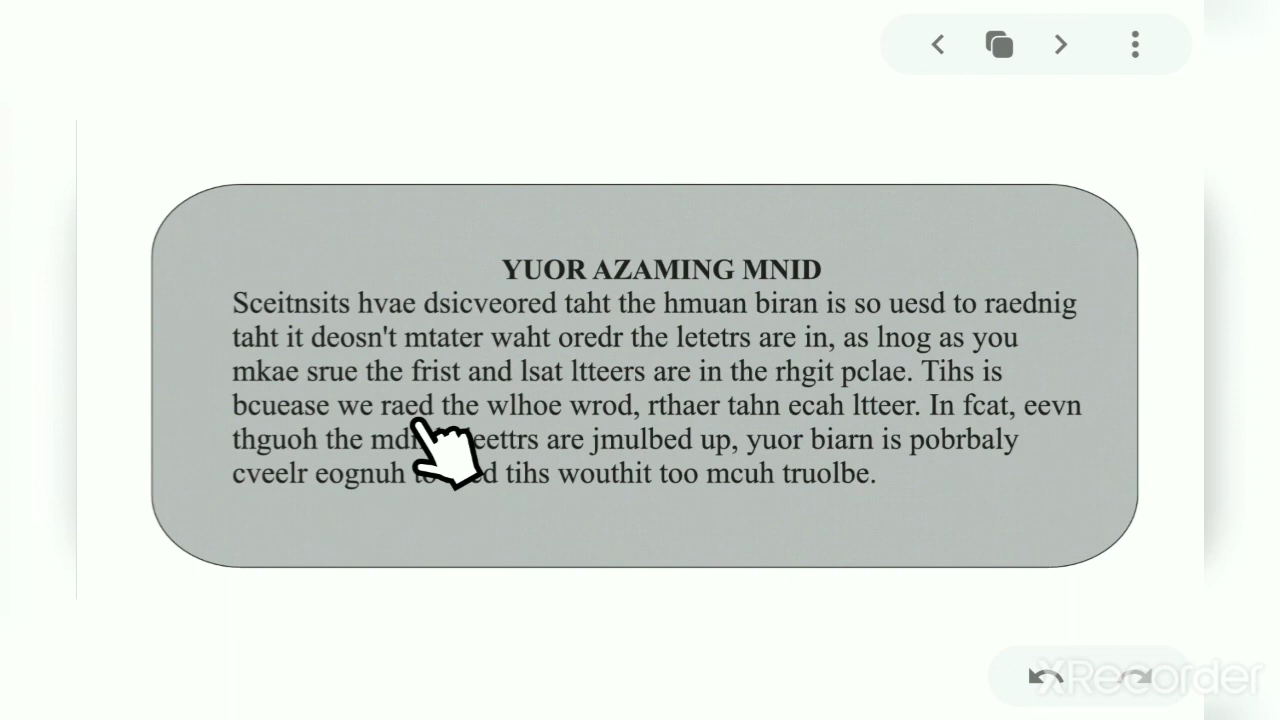 YUOR AZAMING MNID
Sceitnsits hvae dsicveored taht the hmuan biran is so uesd to raednig
taht it deosn't mtater waht oredr the letetrs are in, as lnog as you
mkae srue the frist and lsat ltteers are in the rhgit pclae. Tihs is
bcuease we raed the wlhoe wrod, rthaer tahn ecah ltteer. In fcat, eevn
thguoh the are jmulbed up, yuor biarn is pobrbaly
cveelr eognuh tihs wouthit too mcuh truolbe.
XRecorder